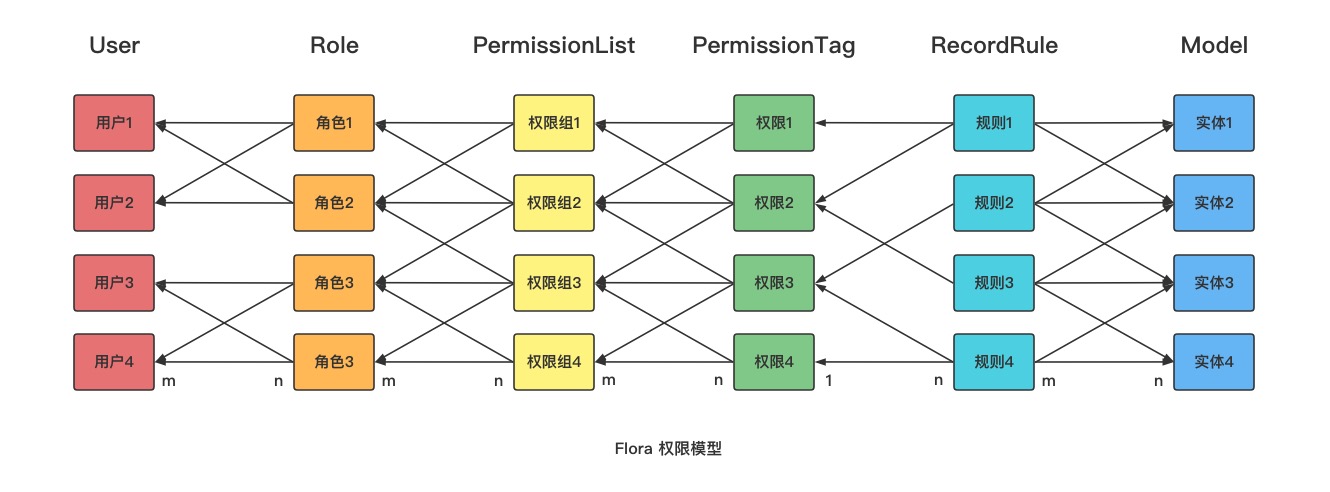 User Role PermissionList PermissionTag RecordRule Model
用户1 角色1 权限组1 权限1 规则1 实体1
用户2 角色2 权限组2 权限2 规则2 实体2
用户3 角色3 权限组3 权限3 规则3 实体3
用户4 角色3 权限组4 权限4 规则4 实体4
m n m n m n 1 n m n
Flora 权限模型